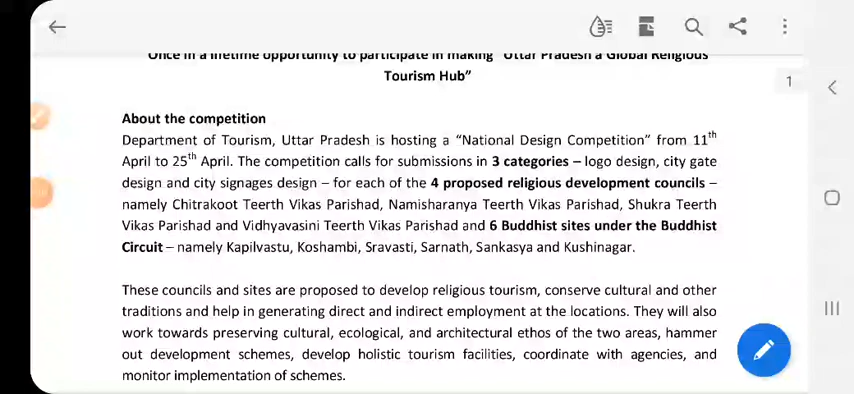 Once in a lifetime opportunity to participate in making "Uttar Pradesh a Global Religious
Tourism Hub"
1
About the competition
Department of Tourism, Uttar Pradesh is hosting a “National Design Competition” from 11th
April to 25th April. The competition calls for submissions in 3 categories – logo design, city gate
design and city signages design – for each of the 4 proposed religious development councils –
namely Chitrakoot Teerth Vikas Parishad, Namisharanya Teerth Vikas Parishad, Shukra Teerth
Vikas Parishad and Vidhyavasini Teerth Vikas Parishad and 6 Buddhist sites under the Buddhist
Circuit – namely Kapilvastu, Koshambi, Sravasti, Sarnath, Sankasya and Kushinagar.
These councils and sites are proposed to develop religious tourism, conserve cultural and other
traditions and help in generating direct and indirect employment at the locations. They will also
work towards preserving cultural, ecological, and architectural ethos of the two areas, hammer
out development schemes, develop holistic tourism facilities, coordinate with agencies, and
monitor implementation of schemes.